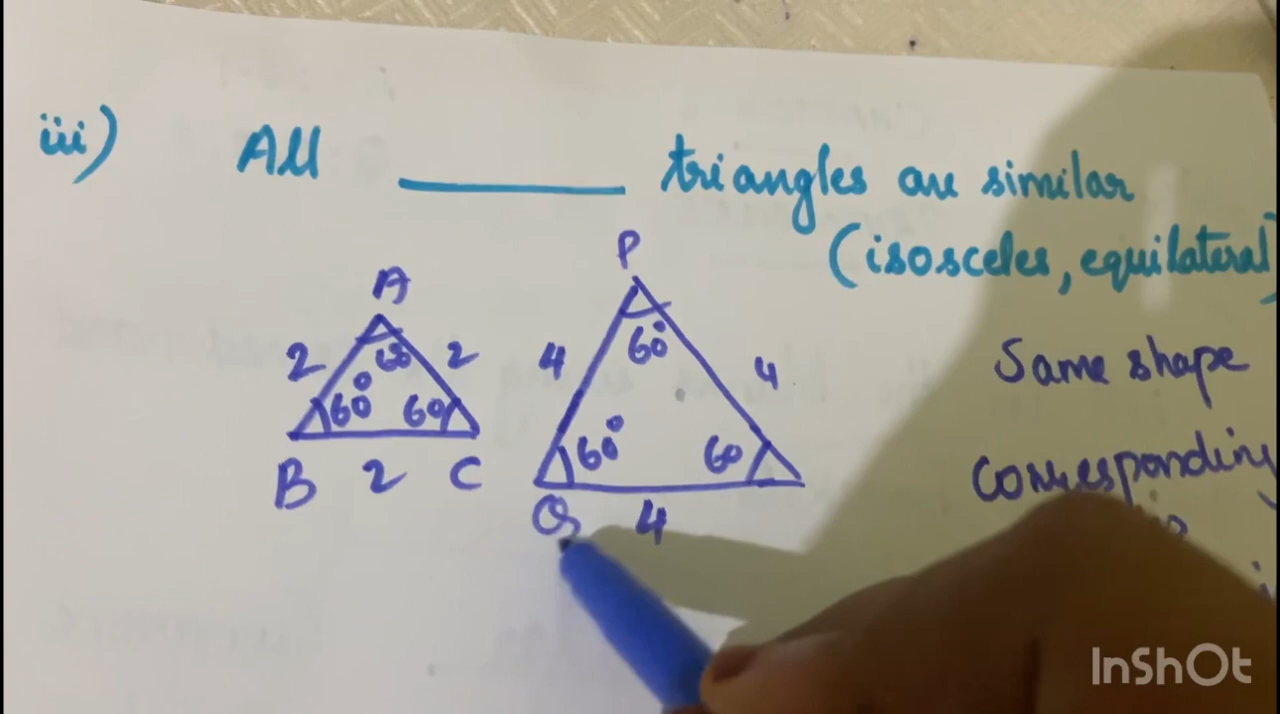 iii) All ______ triangles are similar
(isosceles, equilateral)
P
A
2 2 4 4
60° 60°
60° 60 60° 60
B 2 C Q 4
Same shape
Corresponding
InShOt